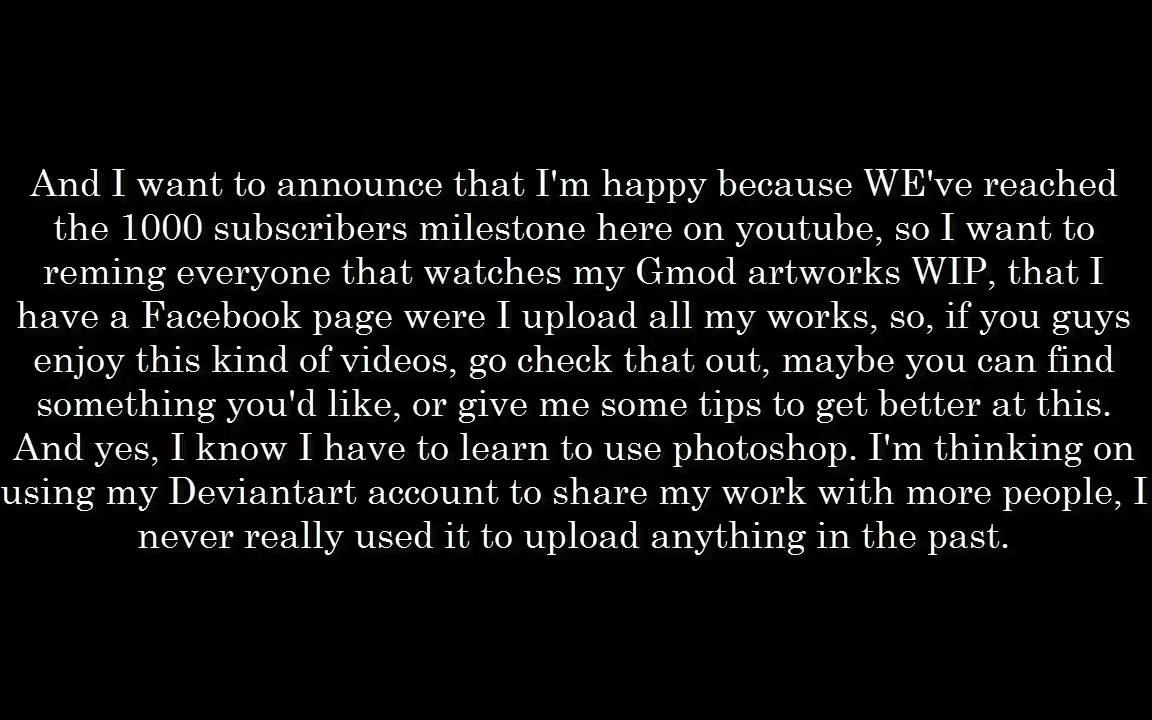 And I want to announce that I'm happy because WE've reached
the 1000 subscribers milestone here on youtube, so I want to
reming everyone that watches my Gmod artworks WIP, that I
have a Facebook page were I upload all my works, so, if you guys
enjoy this kind of videos, go check that out, maybe you can find
something you'd like, or give me some tips to get better at this.
And yes, I know I have to learn to use photoshop. I'm thinking on
using my Deviantart account to share my work with more people, I
never really used it to upload anything in the past.